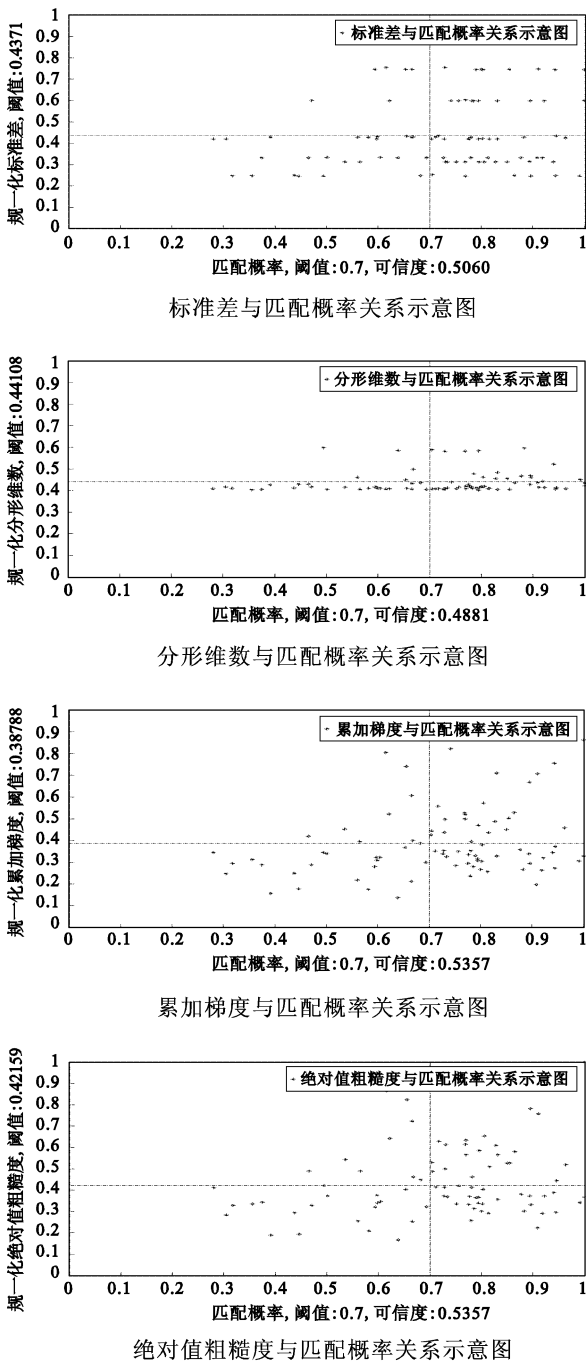 标准差与匹配概率关系示意图
规一化标准差, 阈值:0.4371
1
0.9
0.8
0.7
0.6
0.5
0.4
0.3
0.2
0.1
0
0 0.1 0.2 0.3 0.4 0.5 0.6 0.7 0.8 0.9 1
匹配概率, 阈值:0.7, 可信度:0.5060
标准差与匹配概率关系示意图
分形维数与匹配概率关系示意图
规一化分形维数, 阈值:0.44108
1
0.9
0.8
0.7
0.6
0.5
0.4
0.3
0.2
0.1
0
0 0.1 0.2 0.3 0.4 0.5 0.6 0.7 0.8 0.9 1
匹配概率, 阈值:0.7, 可信度:0.4881
分形维数与匹配概率关系示意图
累加梯度与匹配概率关系示意图
规一化累加梯度, 阈值:0.38788
1
0.9
0.8
0.7
0.6
0.5
0.4
0.3
0.2
0.1
0
0 0.1 0.2 0.3 0.4 0.5 0.6 0.7 0.8 0.9 1
匹配概率, 阈值:0.7, 可信度:0.5357
累加梯度与匹配概率关系示意图
绝对值粗糙度与匹配概率关系示意图
规一化绝对值粗糙度, 阈值:0.42159
1
0.9
0.8
0.7
0.6
0.5
0.4
0.3
0.2
0.1
0
0 0.1 0.2 0.3 0.4 0.5 0.6 0.7 0.8 0.9 1
匹配概率, 阈值:0.7, 可信度:0.5357
绝对值粗糙度与匹配概率关系示意图